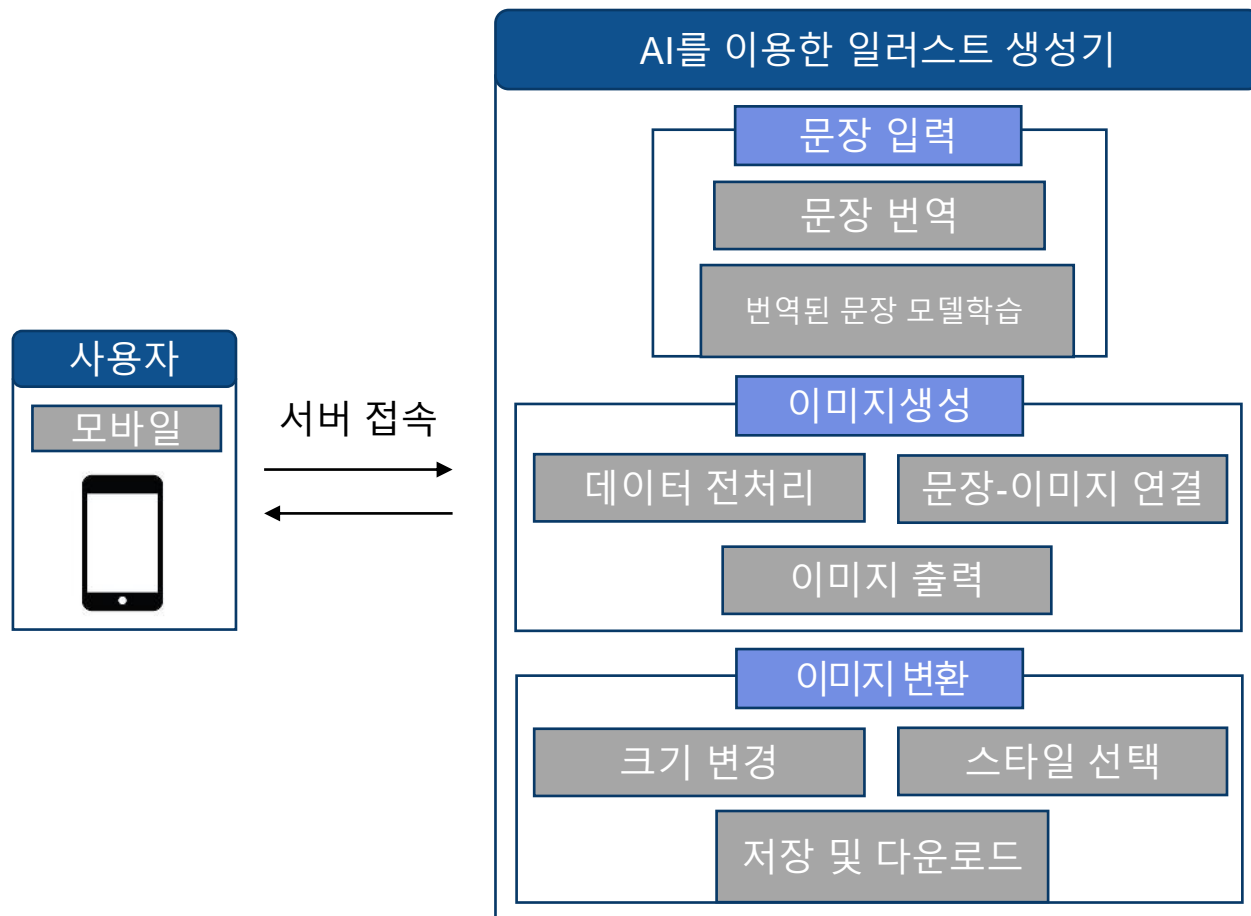 AI를 이용한 일러스트 생성기
문장 입력
문장 번역
번역된 문장 모델학습
사용자
모바일
서버 접속
이미지생성
데이터 전처리
문장-이미지 연결
이미지 출력
이미지 변환
크기 변경
스타일 선택
저장 및 다운로드